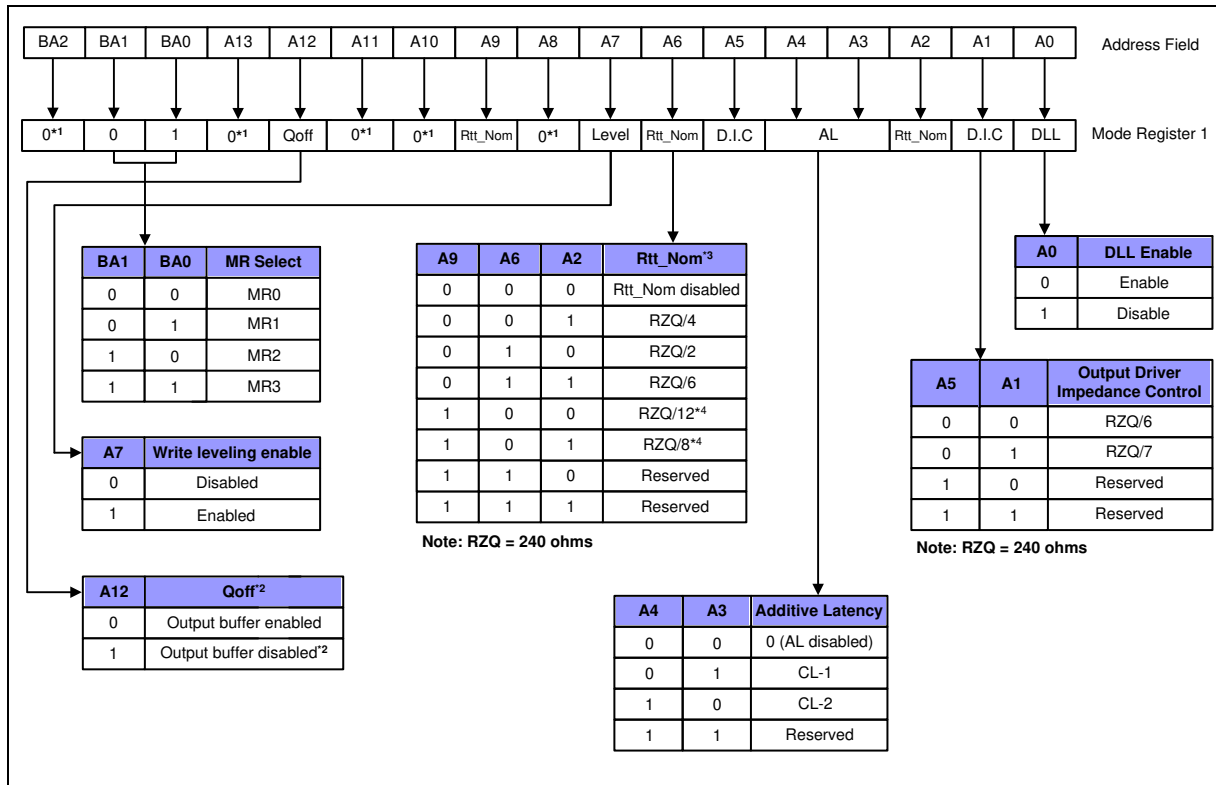 BA2 BA1 BA0 A13 A12 A11 A10 A9 A8 A7 A6 A5 A4 A3 A2 A1 A0 Address Field
0*1 0 1 0*1 Qoff 0*1 0*1 Rtt_Nom 0*1 Level Rtt_Nom D.I.C AL Rtt_Nom D.I.C DLL Mode Register 1
BA1 BA0 MR Select
0 0 MR0
0 1 MR1
1 0 MR2
1 1 MR3
A7 Write leveling enable
0 Disabled
1 Enabled
A12 Qoff*2
0 Output buffer enabled
1 Output buffer disabled*2
A9 A6 A2 Rtt_Nom*3
0 0 0 Rtt_Nom disabled
0 0 1 RZQ/4
0 1 0 RZQ/2
0 1 1 RZQ/6
1 0 0 RZQ/12*4
1 0 1 RZQ/8*4
1 1 0 Reserved
1 1 1 Reserved
Note: RZQ = 240 ohms
A4 A3 Additive Latency
0 0 0 (AL disabled)
0 1 CL-1
1 0 CL-2
1 1 Reserved
A0 DLL Enable
0 Enable
1 Disable
A5 A1 Output Driver
Impedance Control
0 0 RZQ/6
0 1 RZQ/7
1 0 Reserved
1 1 Reserved
Note: RZQ = 240 ohms